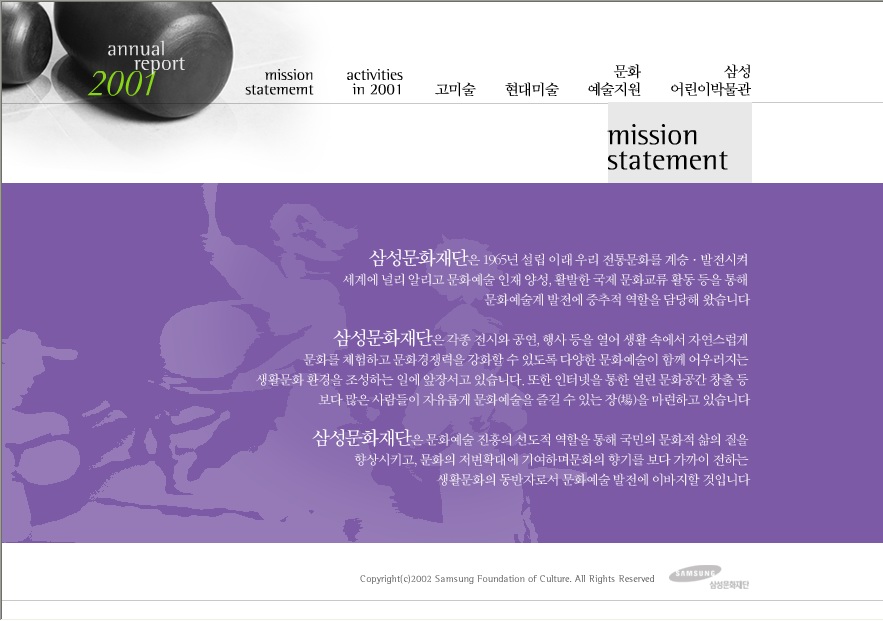 annual
report
2001
mission
statememt
activities
in 2001
고미술
현대미술
문화
예술지원
삼성
어린이박물관
mission
statement
삼성문화재단은 1965년 설립 이래 우리 전통문화를 계승 · 발전시켜
세계에 널리 알리고 문화예술 인재 양성, 활발한 국제 문화교류 활동 등을 통해
문화예술계 발전에 중추적 역할을 담당해 왔습니다
삼성문화재단은 각종 전시와 공연, 행사 등을 열어 생활 속에서 자연스럽게
문화를 체험하고 문화경쟁력을 강화할 수 있도록 다양한 문화예술이 함께 어우러지는
생활문화 환경을 조성하는 일에 앞장서고 있습니다. 또한 인터넷을 통한 열린 문화공간 창출 등
보다 많은 사람들이 자유롭게 문화예술을 즐길 수 있는 장(場)을 마련하고 있습니다
삼성문화재단은 문화예술 진흥의 선도적 역할을 통해 국민의 문화적 삶의 질을
향상시키고, 문화의 저변확대에 기여하며문화의 향기를 보다 가까이 전하는
생활문화의 동반자로서 문화예술 발전에 이바지할 것입니다
Copyright(c)2002 Samsung Foundation of Culture. All Rights Reserved
SAMSUNG
삼성문화재단